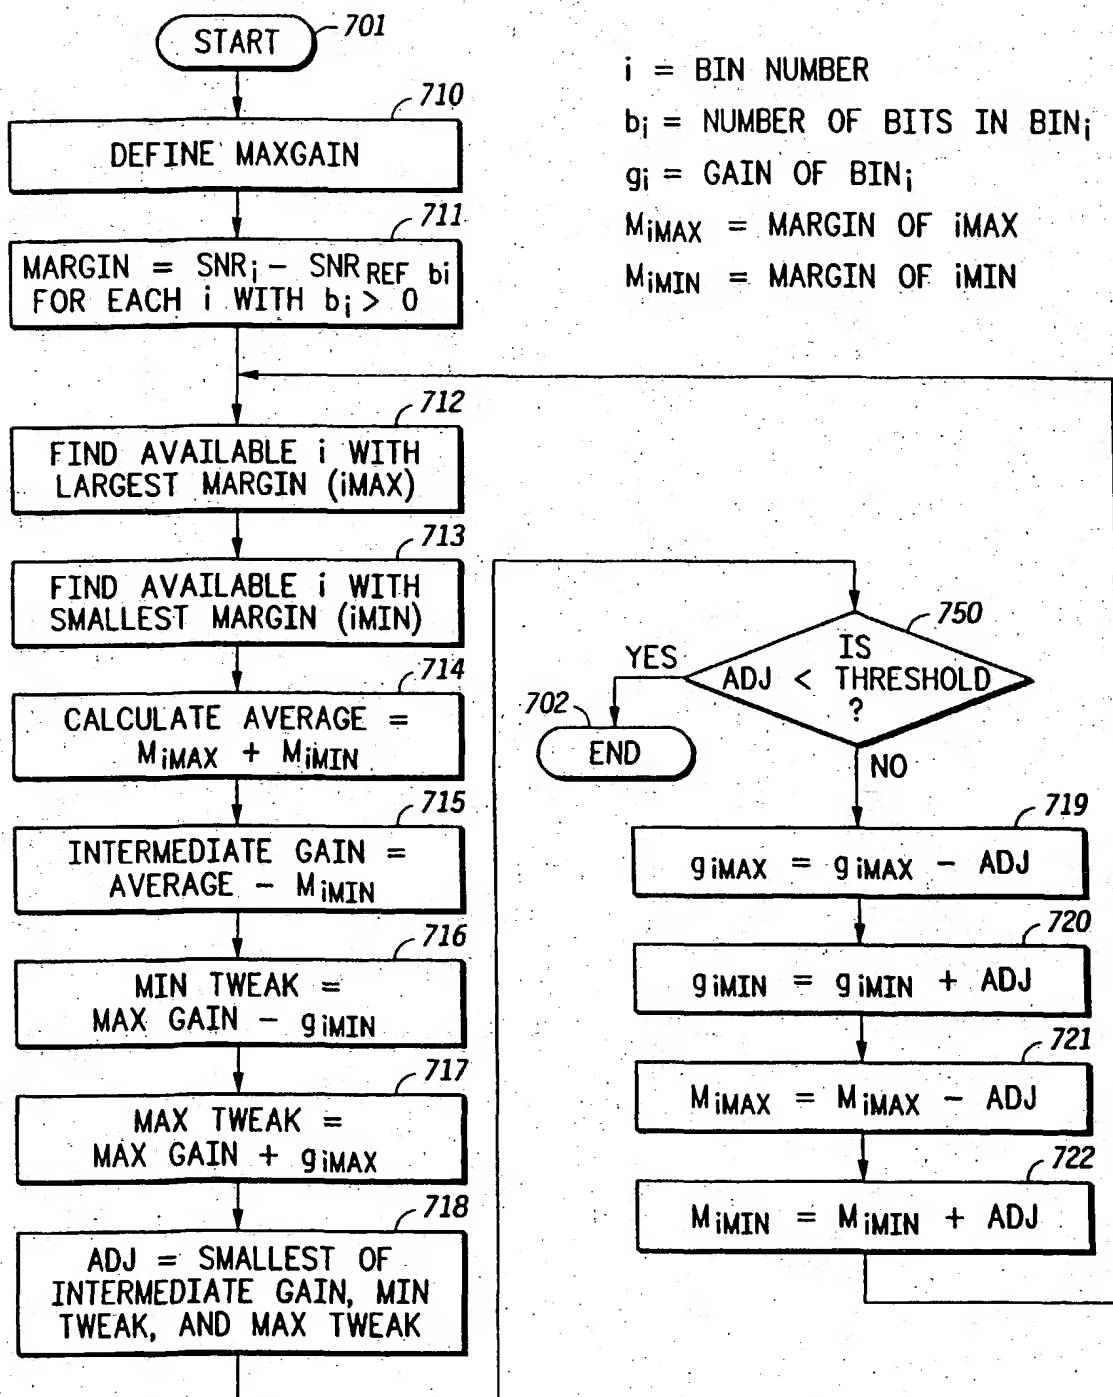 START
701
710
DEFINE MAXGAIN
711
MARGIN = SNRi - SNRREF bi
FOR EACH i WITH bi > 0
712
FIND AVAILABLE i WITH
LARGEST MARGIN (iMAX)
713
FIND AVAILABLE i WITH
SMALLEST MARGIN (iMIN)
714
CALCULATE AVERAGE =
MiMAX + MiMIN
715
INTERMEDIATE GAIN =
AVERAGE - MiMIN
716
MIN TWEAK =
MAX GAIN - giMIN
717
MAX TWEAK =
MAX GAIN + giMAX
718
ADJ = SMALLEST OF
INTERMEDIATE GAIN, MIN
TWEAK, AND MAX TWEAK
i = BIN NUMBER
bi = NUMBER OF BITS IN BINi
gi = GAIN OF BINi
MiMAX = MARGIN OF iMAX
MiMIN = MARGIN OF iMIN
750
IS
ADJ < THRESHOLD
?
YES
702
END
NO
719
giMAX = giMAX - ADJ
720
giMIN = giMIN + ADJ
721
MiMAX = MiMAX - ADJ
722
MiMIN = MiMIN + ADJ